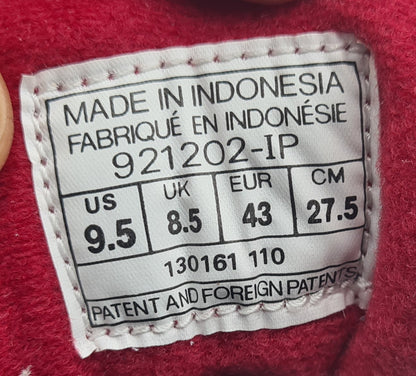 MADE IN INDONESIA
FABRIQUÉ EN INDONÉSIE
921202-IP
US UK EUR CM
9.5 8.5 43 27.5
130161 110
PATENT AND FOREIGN PATENTS